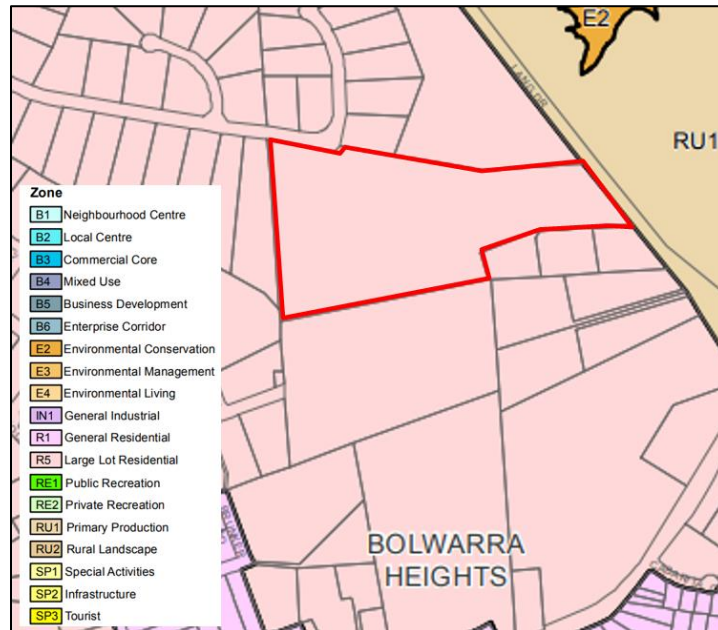 E2
LANG DR
RU1
Zone
B1 Neighbourhood Centre
B2 Local Centre
B3 Commercial Core
B4 Mixed Use
B5 Business Development
B6 Enterprise Corridor
E2 Environmental Conservation
E3 Environmental Management
E4 Environmental Living
IN1 General Industrial
R1 General Residential
R5 Large Lot Residential
RE1 Public Recreation
RE2 Private Recreation
RU1 Primary Production
RU2 Rural Landscape
SP1 Special Activities
SP2 Infrastructure
SP3 Tourist
BOLWARRA
HEIGHTS